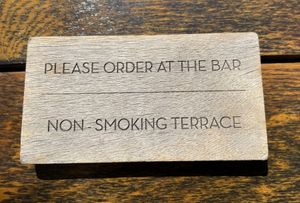 PLEASE ORDER AT THE BAR
NON - SMOKING TERRACE